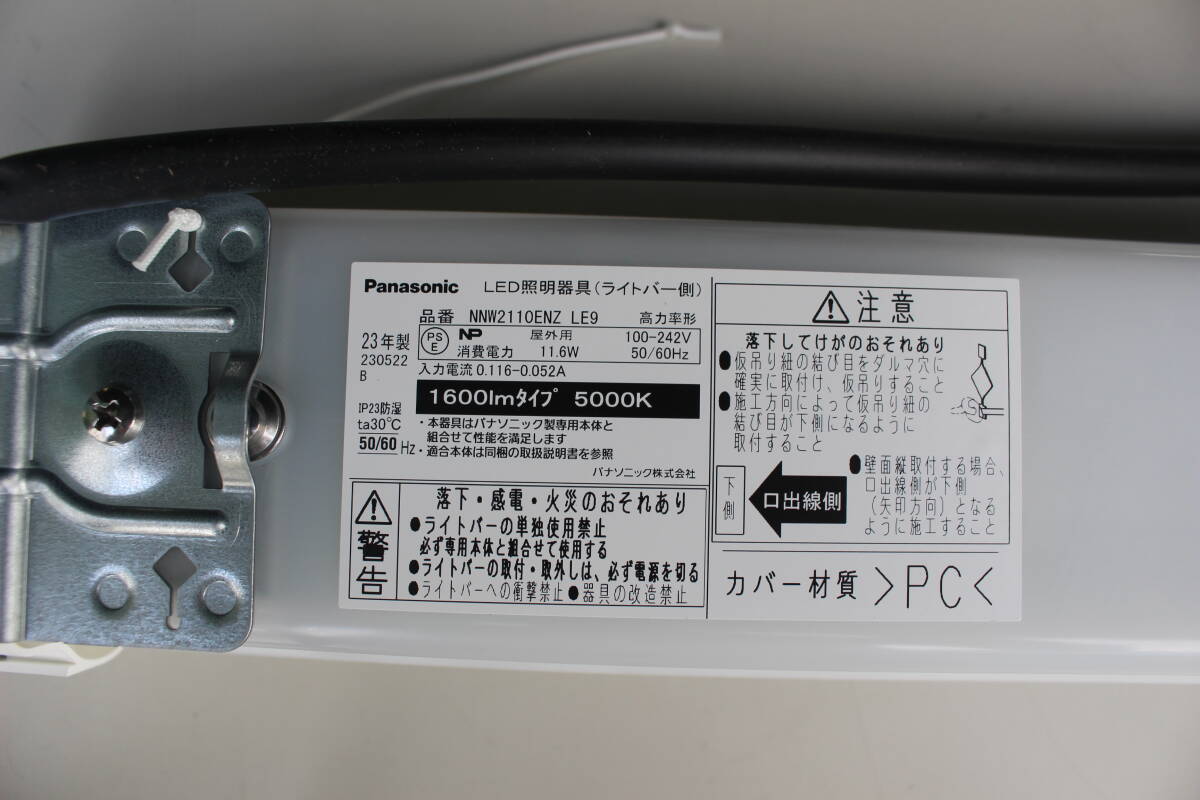 Panasonic LED照明器具(ライトバー側)
品番 NNW2110ENZ LE9 高力率形
23年製
230522
B
PS
E
NP 屋外用 100-242V
消費電力 11.6W 50/60Hz
入力電流 0.116-0.052A
1600lmタイプ 5000K
IP23防湿
ta30℃
50/60 Hz
・本器具はパナソニック製専用本体と
組合せて性能を満足します
・適合本体は同梱の取扱説明書を参照
パナソニック株式会社
警告
落下・感電・火災のおそれあり
●ライトバーの単独使用禁止
必ず専用本体と組合せて使用する
●ライトバーの取付・取外しは、必ず電源を切る
●ライトバーへの衝撃禁止 ●器具の改造禁止
注意
落下してけがのおそれあり
●仮吊り紐の結び目をダルマ穴に
確実に取付け、仮吊りすること
●施工方向によって仮吊り紐の
結び目が下側になるように
取付すること
下側
口出線側
●壁面縦取付する場合、
口出線側が下側
(矢印方向)となる
ように施工すること
カバー材質 >PC<